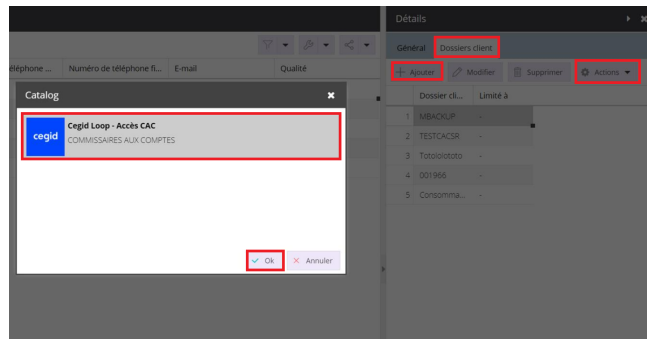 Détails
Général Dossiers client
Ajouter Modifier Supprimer Actions
éléphone ... Numéro de téléphone fi... E-mail Qualité
Dossier cli... Limité à
1 MBACKUP -
2 TESTCACSR -
3 Totololototo -
4 001966 -
5 Consomma... -
Catalog
cegid
Cegid Loop - Accès CAC
COMMISSAIRES AUX COMPTES
Ok Annuler